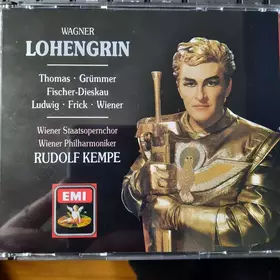 WAGNER
LOHENGRIN
Thomas · Grümmer
Fischer-Dieskau
Ludwig · Frick · Wiener
Wiener Staatsopernchor
Wiener Philharmoniker
RUDOLF KEMPE
EMI